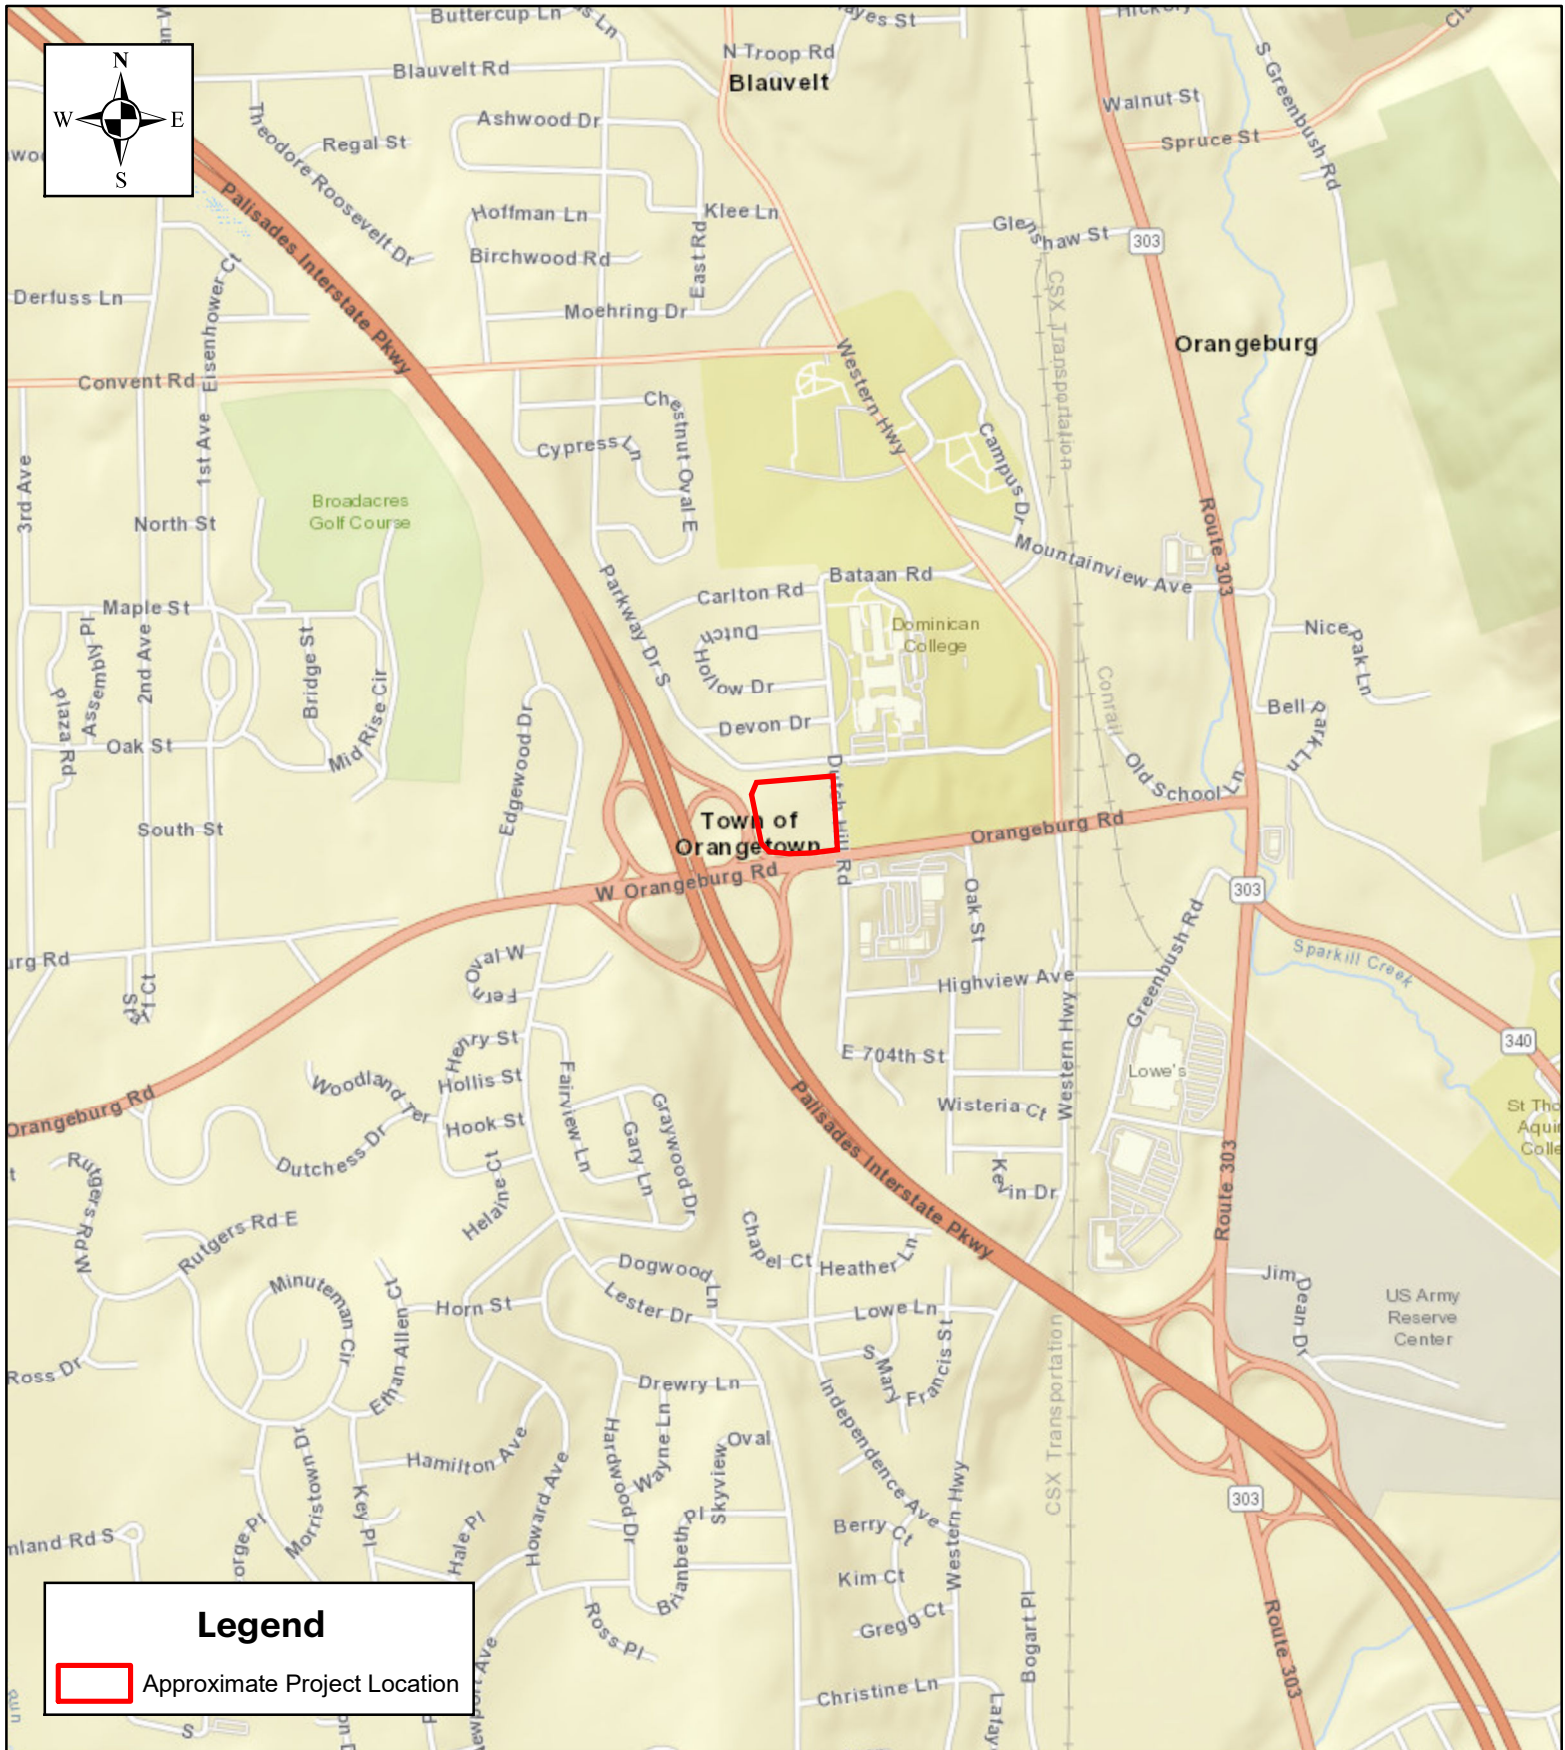 Buttercup Ln
N Troop Rd
Blauvelt
Blauvelt Rd
Walnut St
S Greenbush Rd
Spruce St
N
W
E
S
Theodore Roosevelt Dr
Regal St
Ashwood Dr
Palisades Interstate Pkwy
Hoffman Ln
Klee Ln
East Rd
Birchwood Rd
Glenshaw St
303
Derfuss Ln
Eisenhower Ct
Moehring Dr
CSX Transportation
Orangeburg
Convent Rd
Western Hwy
Chestnut Oval E
Cypress Ln
Campus Dr
1st Ave
3rd Ave
Broadacres
Golf Course
North St
Route 303
Mountainview Ave
Parkway Dr S
Bataan Rd
Carlton Rd
Maple St
Assembly Pl
2nd Ave
Bridge St
Mid Rise Cir
Plaza Rd
Oak St
Dutch
Hollow Dr
Dominican
College
Nice Pak Ln
Conrail
Devon Dr
Bell Park Ln
Edgewood Dr
Dutch Hill Rd
Old School Ln
South St
Town of
Orangetown
Orangeburg Rd
W Orangeburg Rd
Oak St
303
Greenbush Rd
Sparkill Creek
Oval W
Fern
Highview Ave
Western Hwy
340
Henry St
E 704th St
Lowe's
Hollis St
Woodland Ter
Fairview Ln
Graywood Dr
Gary Ln
Wisteria Ct
Orangeburg Rd
Hook St
Dutchess Dr
Palisades Interstate Pkwy
Helaine Ct
Kevin Dr
Route 303
Rutgers Rd W
Rutgers Rd E
Chapel Ct
Heather Ln
Dogwood Ln
Jim Dean Dr
US Army
Reserve
Center
Minuteman Cir
Ethan Allen Ct
Horn St
Lester Dr
Lowe Ln
S Mary
Francis St
CSX Transportation
Ross Dr
Drewry Ln
Independence Ave
Hardwood Dr
Wayne Ln
Skyview
Oval
Hamilton Ave
Morristown Dr
Key Pl
Howard Ave
Hale Pl
Brianbeth Pl
Western Hwy
303
Berry Ct
Kim Ct
Gregg Ct
Bogart Pl
Ross Pl
Christine Ln
Route 303
Legend
Approximate Project Location